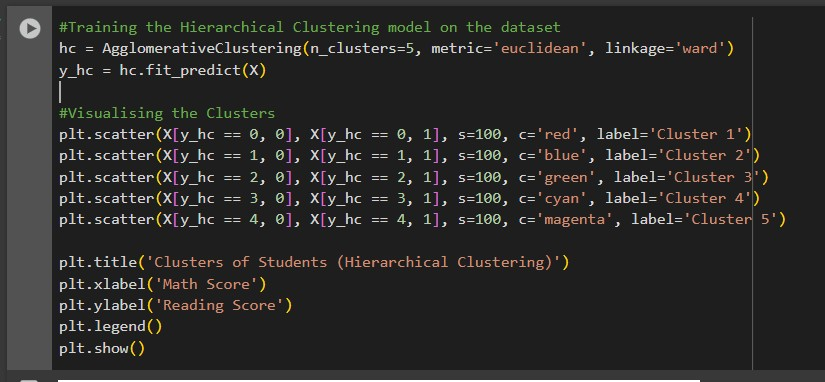 #Training the Hierarchical Clustering model on the dataset
hc = AgglomerativeClustering(n_clusters=5, metric='euclidean', linkage='ward')
y_hc = hc.fit_predict(X)
#Visualising the Clusters
plt.scatter(X[y_hc == 0, 0], X[y_hc == 0, 1], s=100, c='red', label='Cluster 1')
plt.scatter(X[y_hc == 1, 0], X[y_hc == 1, 1], s=100, c='blue', label='Cluster 2')
plt.scatter(X[y_hc == 2, 0], X[y_hc == 2, 1], s=100, c='green', label='Cluster 3')
plt.scatter(X[y_hc == 3, 0], X[y_hc == 3, 1], s=100, c='cyan', label='Cluster 4')
plt.scatter(X[y_hc == 4, 0], X[y_hc == 4, 1], s=100, c='magenta', label='Cluster 5')
plt.title('Clusters of Students (Hierarchical Clustering)')
plt.xlabel('Math Score')
plt.ylabel('Reading Score')
plt.legend()
plt.show()